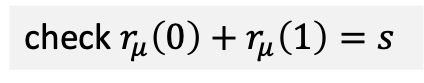 check r_μ(0) + r_μ(1) = s